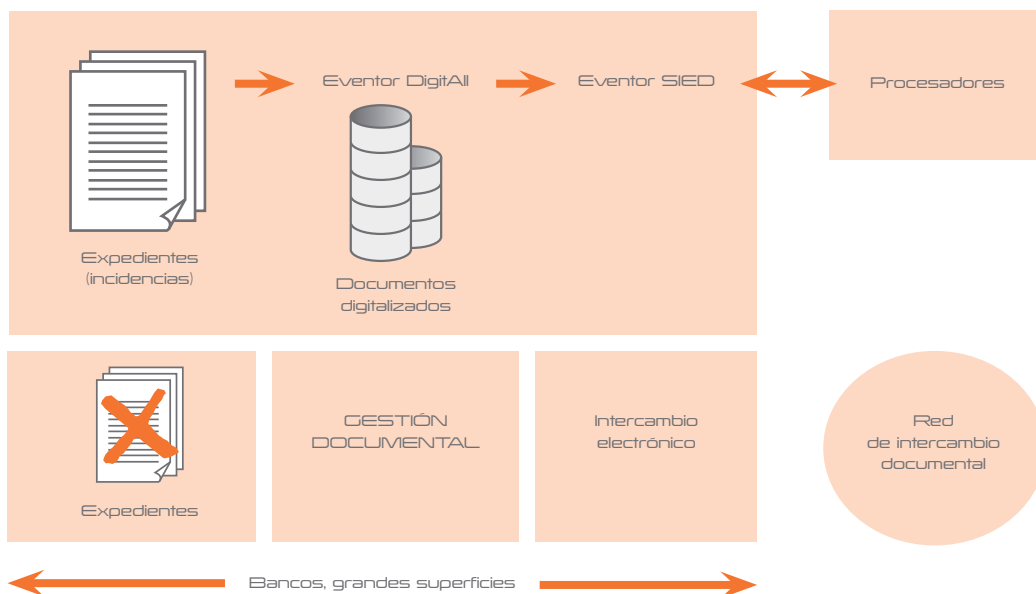 Eventor DigitAll
Eventor SIED
Procesadores
Expedientes
(incidencias)
Documentos
digitalizados
Expedientes
GESTIÓN
DOCUMENTAL
Intercambio
electrónico
Red
de intercambio
documental
Bancos, grandes superficies